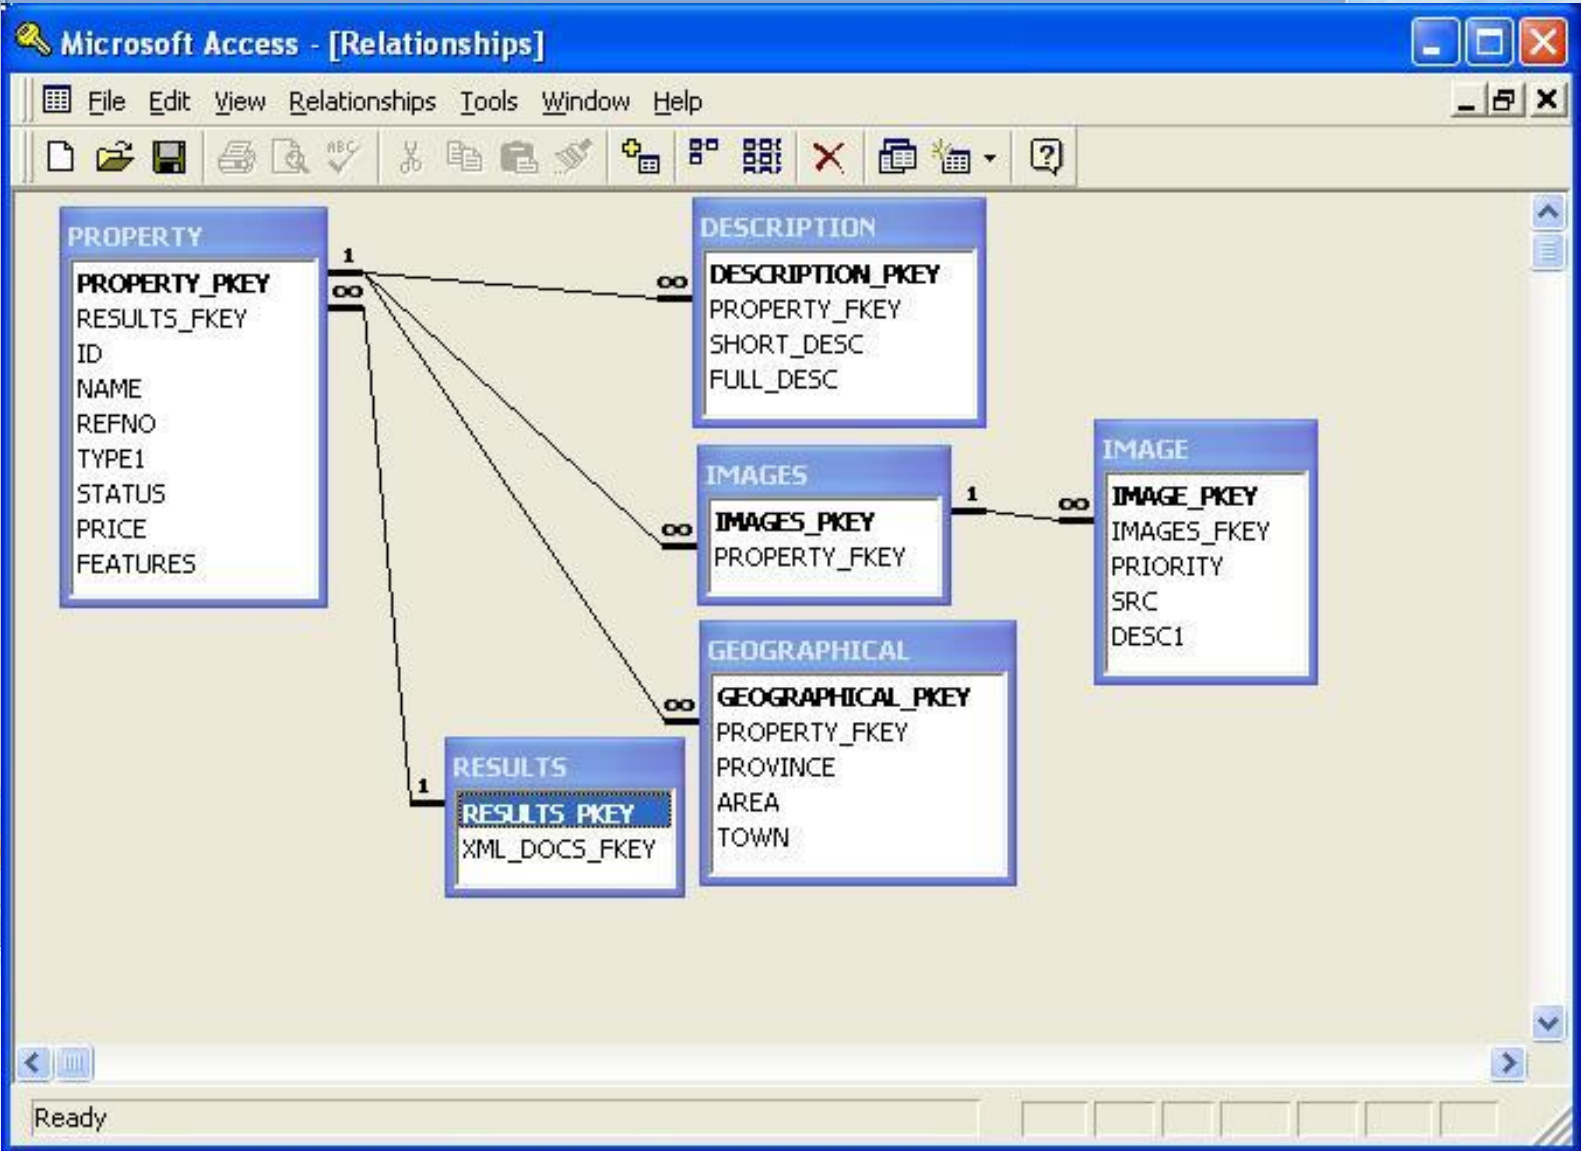 Microsoft Access - [Relationships]
File Edit View Relationships Tools Window Help
ABC
PROPERTY
PROPERTY_PKEY
RESULTS_FKEY
ID
NAME
REFNO
TYPE1
STATUS
PRICE
FEATURES
1
∞
∞
DESCRIPTION
DESCRIPTION_PKEY
PROPERTY_FKEY
SHORT_DESC
FULL_DESC
∞
IMAGES
IMAGES_PKEY
PROPERTY_FKEY
1
∞
IMAGE
IMAGE_PKEY
IMAGES_FKEY
PRIORITY
SRC
DESC1
∞
GEOGRAPHICAL
GEOGRAPHICAL_PKEY
PROPERTY_FKEY
PROVINCE
AREA
TOWN
1
RESULTS
RESULTS_PKEY
XML_DOCS_FKEY
Ready